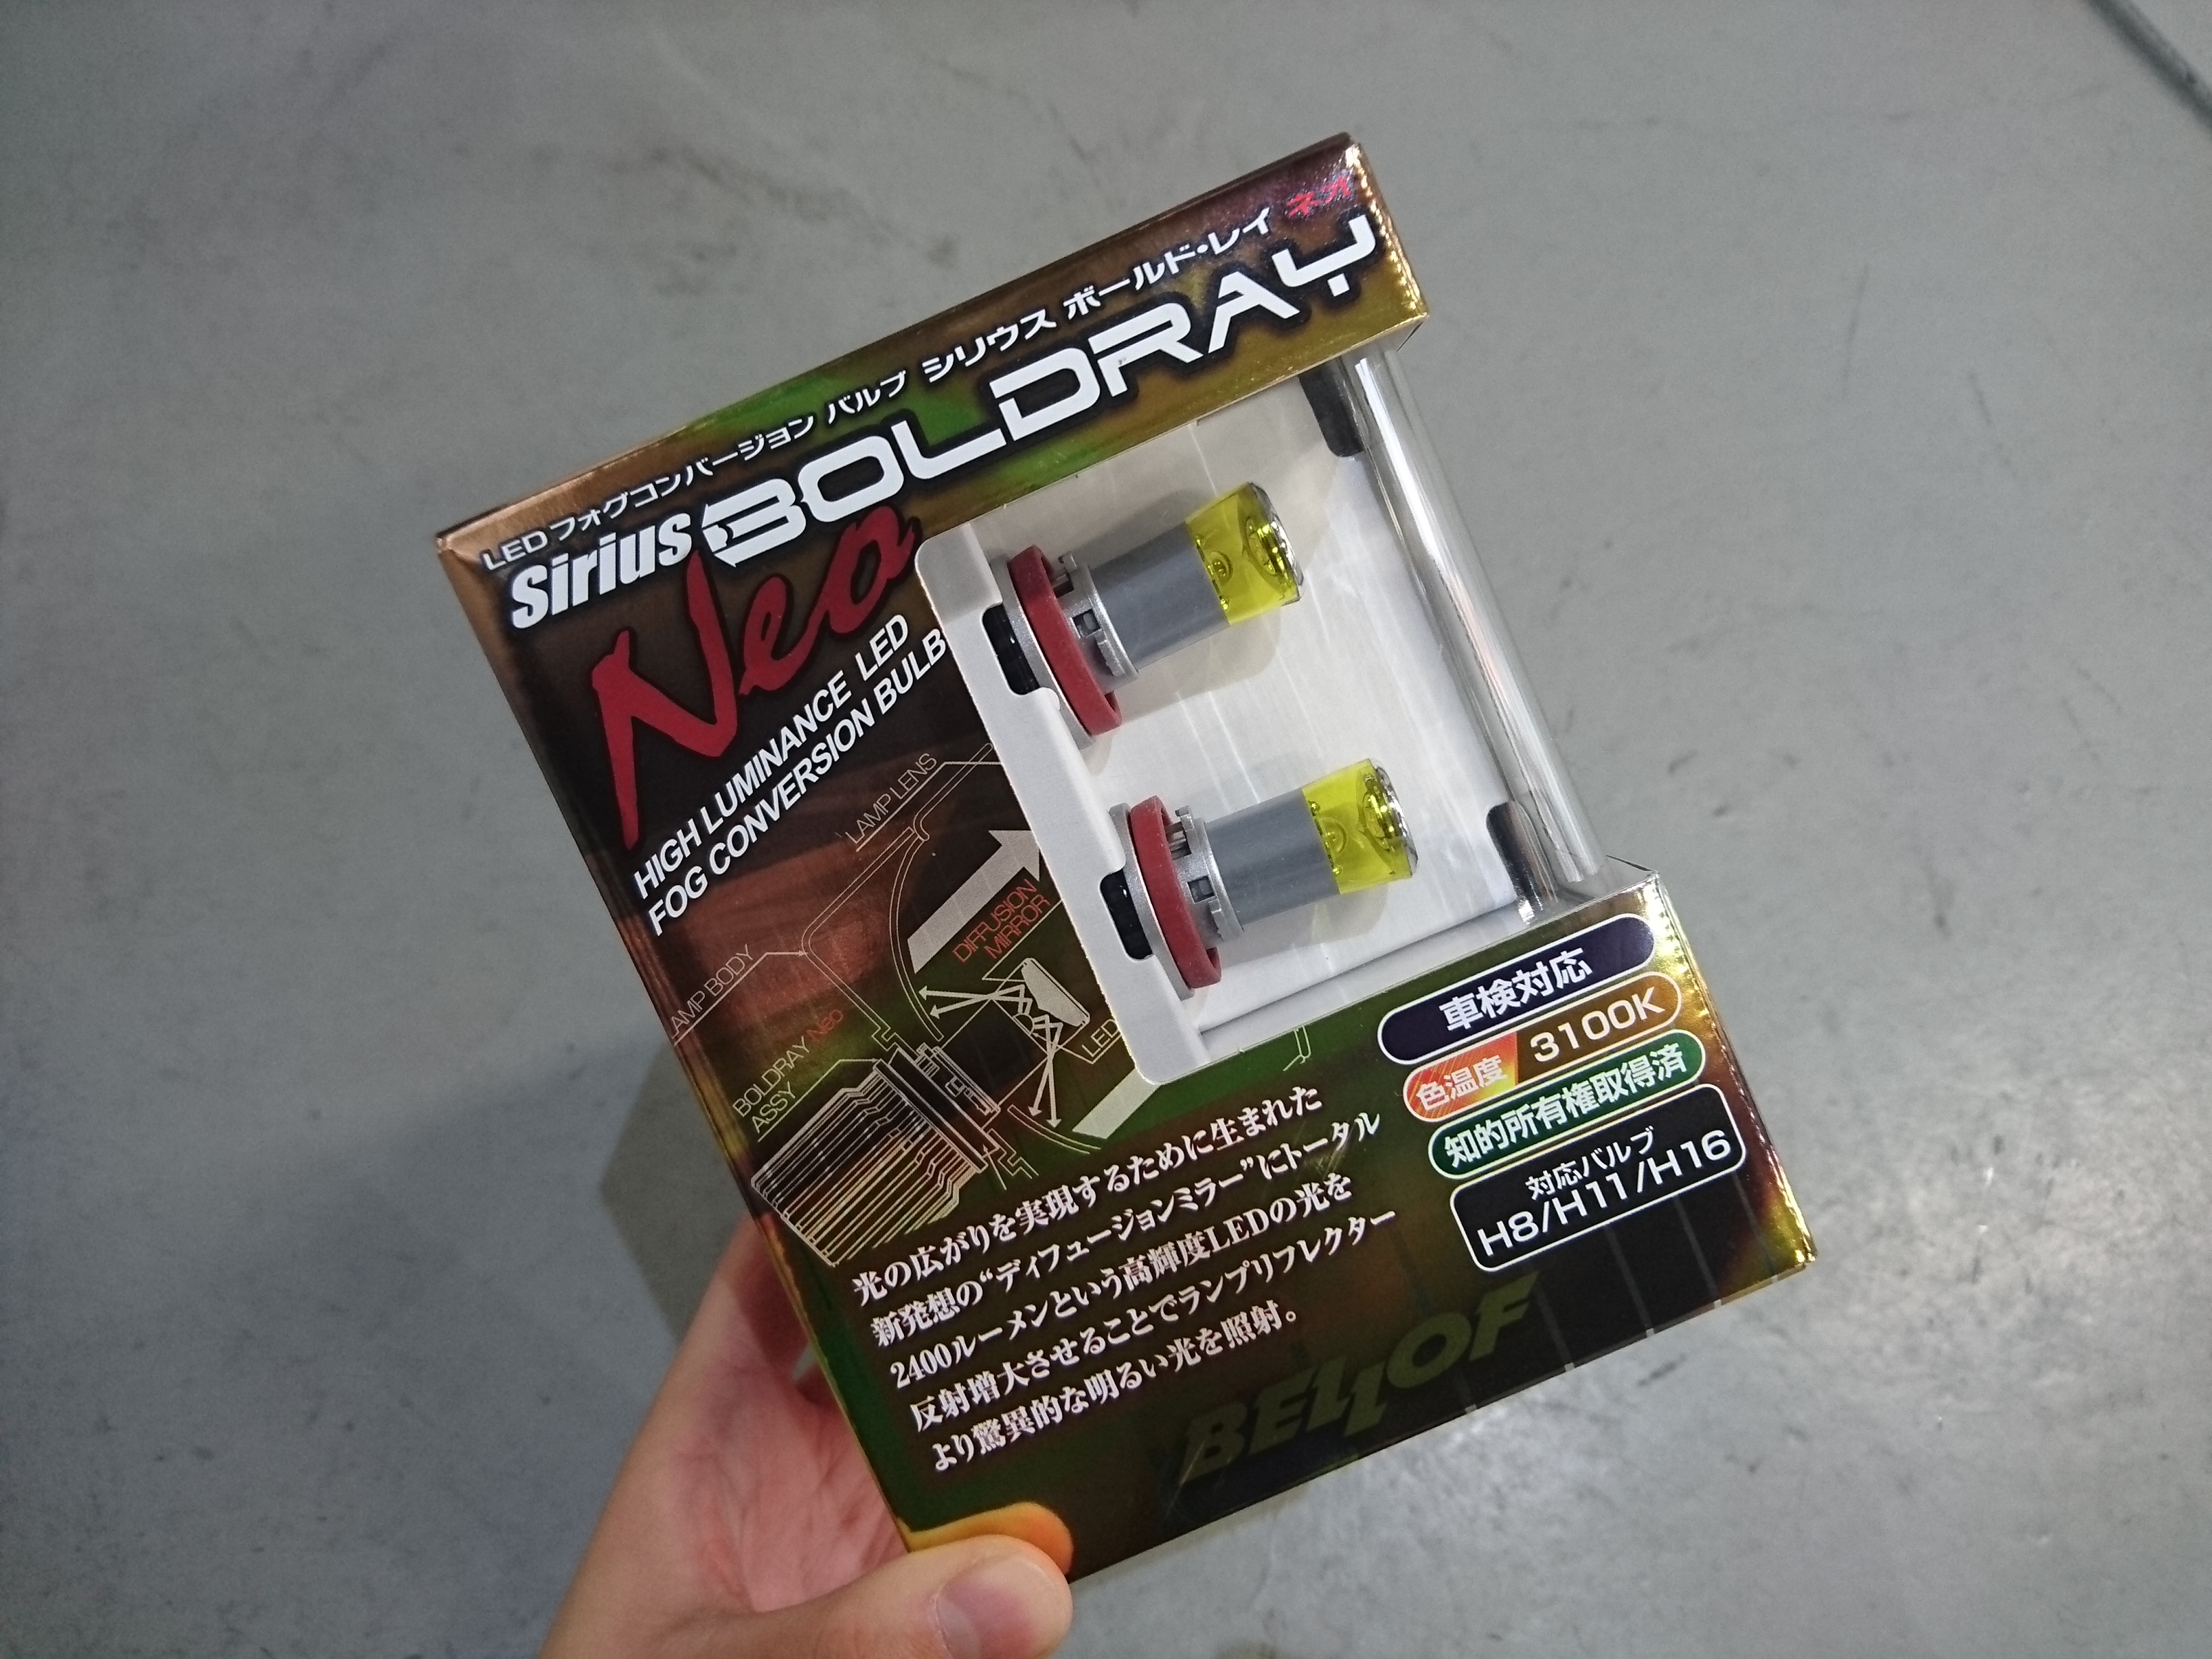 LED フォグコンバージョン バルブ シリウス ボールド・レイ ネオ
Sirius BOLDRAY
Neo
HIGH LUMINANCE LED
FOG CONVERSION BULB
LAMP LENS
DIFFUSION
MIRROR
LAMP BODY
LED
BOLDRAY Neo
ASSY
車検対応
色温度 3100K
知的所有権取得済
対応バルブ
H8/H11/H16
光の広がりを実現するために生まれた
新発想の“ディフュージョンミラー”にトータル
2400ルーメンという高輝度LEDの光を
反射増大させることでランプリフレクター
より驚異的な明るい光を照射。
BELLOF